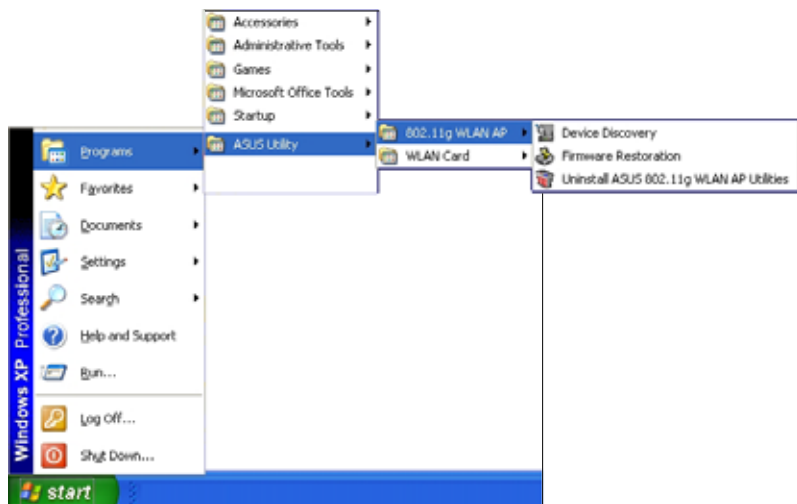 Accessories
Administrative Tools
Games
Microsoft Office Tools
Startup
ASUS Utility
802.11g WLAN AP
WLAN Card
Device Discovery
Firmware Restoration
Uninstall ASUS 802.11g WLAN AP Utilities
Programs
Favorites
Documents
Settings
Search
Help and Support
Run...
Log Off...
Shut Down...
Windows XP Professional
start